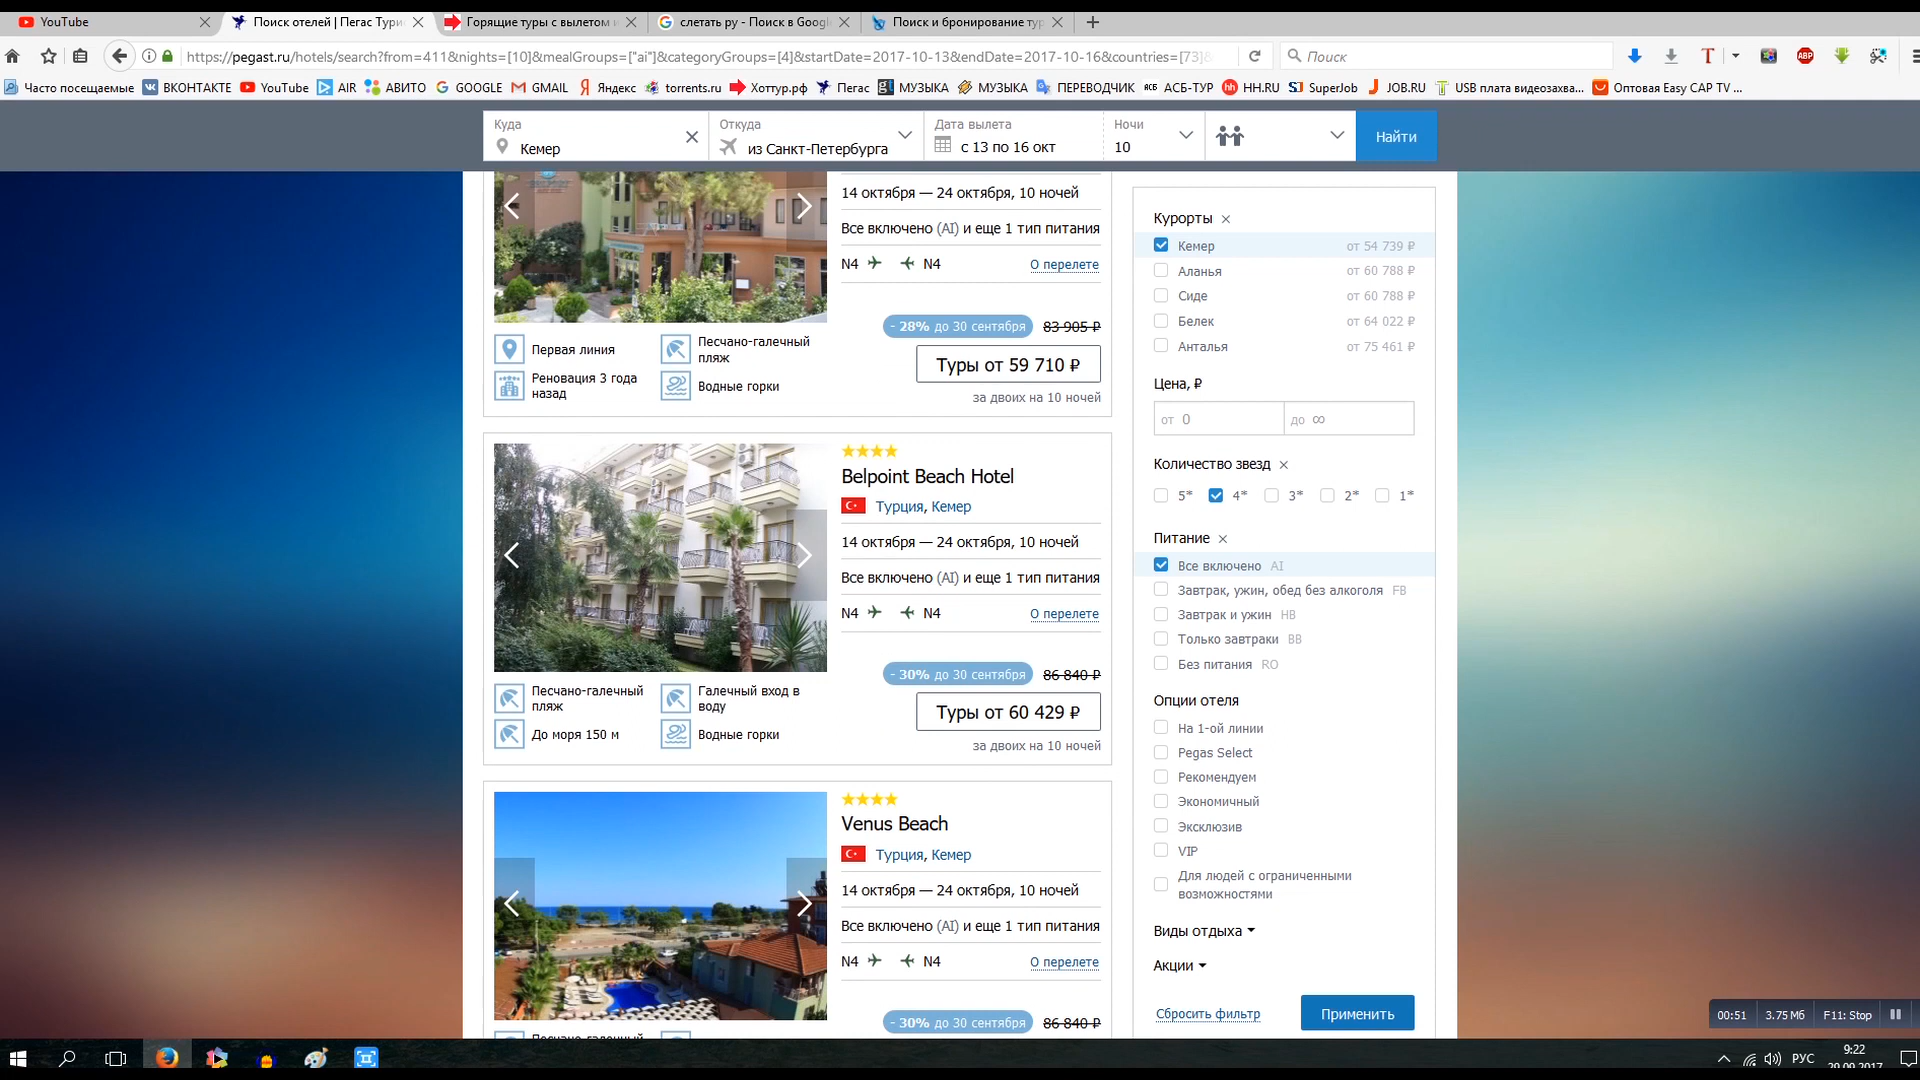 YouTube
Поиск отелей | Пегас Турис
Горящие туры с вылетом и
слетать ру - Поиск в Google
Поиск и бронирование тур
https://pegast.ru/hotels/search?from=411&nights=[10]&mealGroups=["ai"]&categoryGroups=[4]&startDate=2017-10-13&endDate=2017-10-16&countries=[73]&
Поиск
ABP
Часто посещаемые
ВКОНТАКТЕ
YouTube
AIR
АВИТО
GOOGLE
GMAIL
Яндекс
torrents.ru
Хоттур.рф
Пегас
МУЗЫКА
МУЗЫКА
ПЕРЕВОДЧИК
АСБ-ТУР
HH.RU
SuperJob
JOB.RU
USB плата видеозахва...
Оптовая Easy CAP TV ...
Куда
Кемер
Откуда
из Санкт-Петербурга
Дата вылета
с 13 по 16 окт
Ночи
10
Найти
14 октября — 24 октября, 10 ночей
Все включено (AI) и еще 1 тип питания
N4 N4 О перелете
- 28% до 30 сентября 83 905 ₽
Туры от 59 710 ₽
за двоих на 10 ночей
Первая линия
Песчано-галечный
пляж
Реновация 3 года
назад
Водные горки
Belpoint Beach Hotel
Турция, Кемер
14 октября — 24 октября, 10 ночей
Все включено (AI) и еще 1 тип питания
N4 N4 О перелете
- 30% до 30 сентября 86 840 ₽
Туры от 60 429 ₽
за двоих на 10 ночей
Песчано-галечный
пляж
Галечный вход в
воду
До моря 150 м
Водные горки
Venus Beach
Турция, Кемер
14 октября — 24 октября, 10 ночей
Все включено (AI) и еще 1 тип питания
N4 N4 О перелете
- 30% до 30 сентября 86 840 ₽
Песчано-галечный
Курорты
Кемер от 54 739 ₽
Аланья от 60 788 ₽
Сиде от 60 788 ₽
Белек от 64 022 ₽
Анталья от 75 461 ₽
Цена, ₽
от 0 до ∞
Количество звезд
5* 4* 3* 2* 1*
Питание
Все включено AI
Завтрак, ужин, обед без алкоголя FB
Завтрак и ужин HB
Только завтраки BB
Без питания RO
Опции отеля
На 1-ой линии
Pegas Select
Рекомендуем
Экономичный
Эксклюзив
VIP
Для людей с ограниченными
возможностями
Виды отдыха
Акции
Сбросить фильтр
Применить
00:51 3.75 Мб F11: Stop
РУС
9:22
29.09.2017